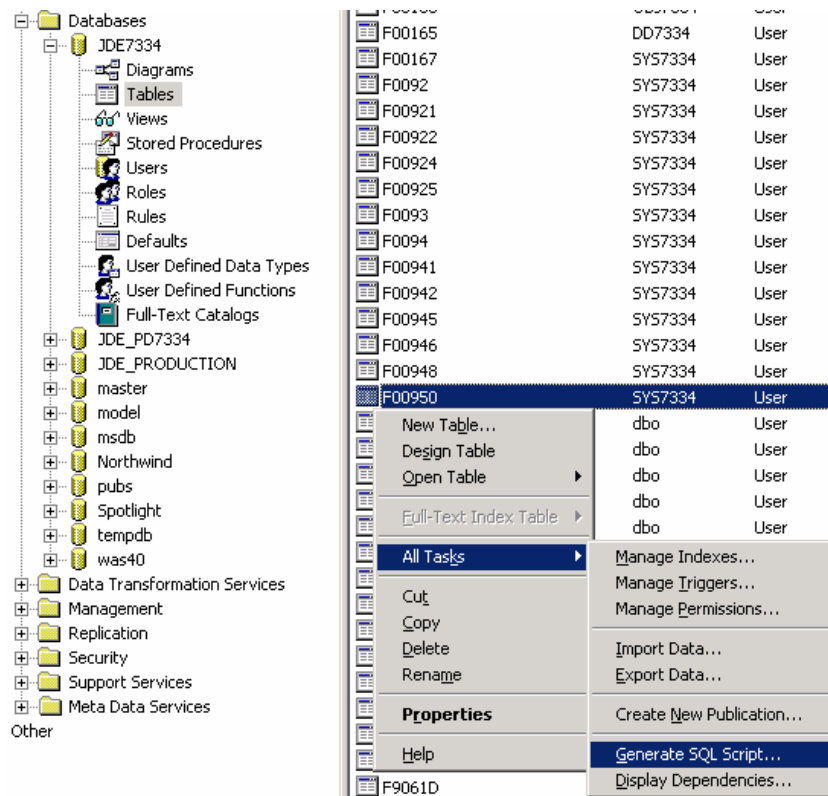 Databases
JDE7334
Diagrams
Tables
Views
Stored Procedures
Users
Roles
Rules
Defaults
User Defined Data Types
User Defined Functions
Full-Text Catalogs
JDE_PD7334
JDE_PRODUCTION
master
model
msdb
Northwind
pubs
Spotlight
tempdb
was40
Data Transformation Services
Management
Replication
Security
Support Services
Meta Data Services
Other
F00165 DD7334 User
F00167 SYS7334 User
F0092 SYS7334 User
F00921 SYS7334 User
F00922 SYS7334 User
F00924 SYS7334 User
F00925 SYS7334 User
F0093 SYS7334 User
F0094 SYS7334 User
F00941 SYS7334 User
F00942 SYS7334 User
F00945 SYS7334 User
F00946 SYS7334 User
F00948 SYS7334 User
F00950 SYS7334 User
dbo User
dbo User
dbo User
dbo User
dbo User
New Table...
Design Table
Open Table
Full-Text Index Table
All Tasks
Cut
Copy
Delete
Rename
Properties
Help
Manage Indexes...
Manage Triggers...
Manage Permissions...
Import Data...
Export Data...
Create New Publication...
Generate SQL Script...
Display Dependencies...
F9061D